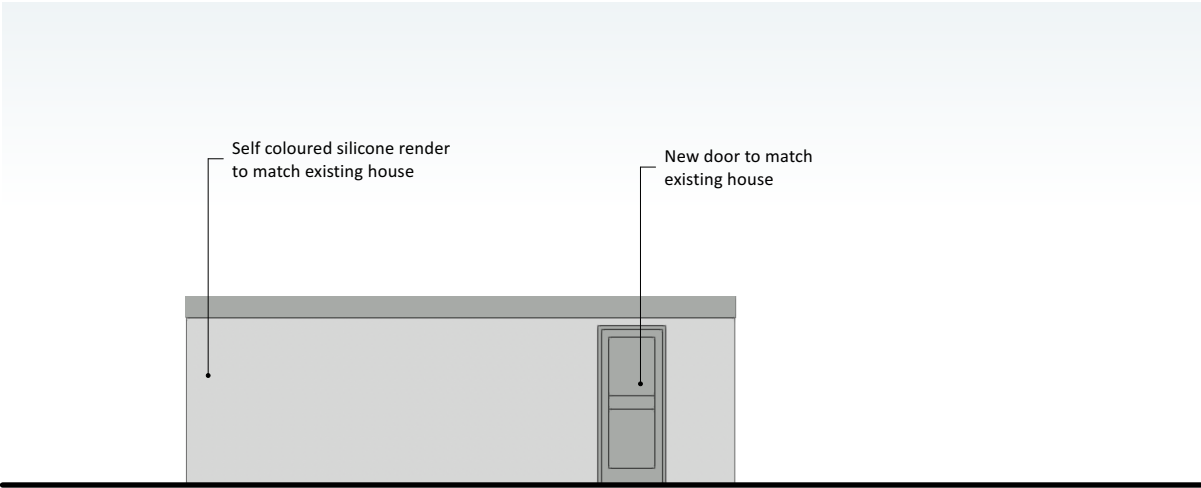 Self coloured silicone render
to match existing house
New door to match
existing house